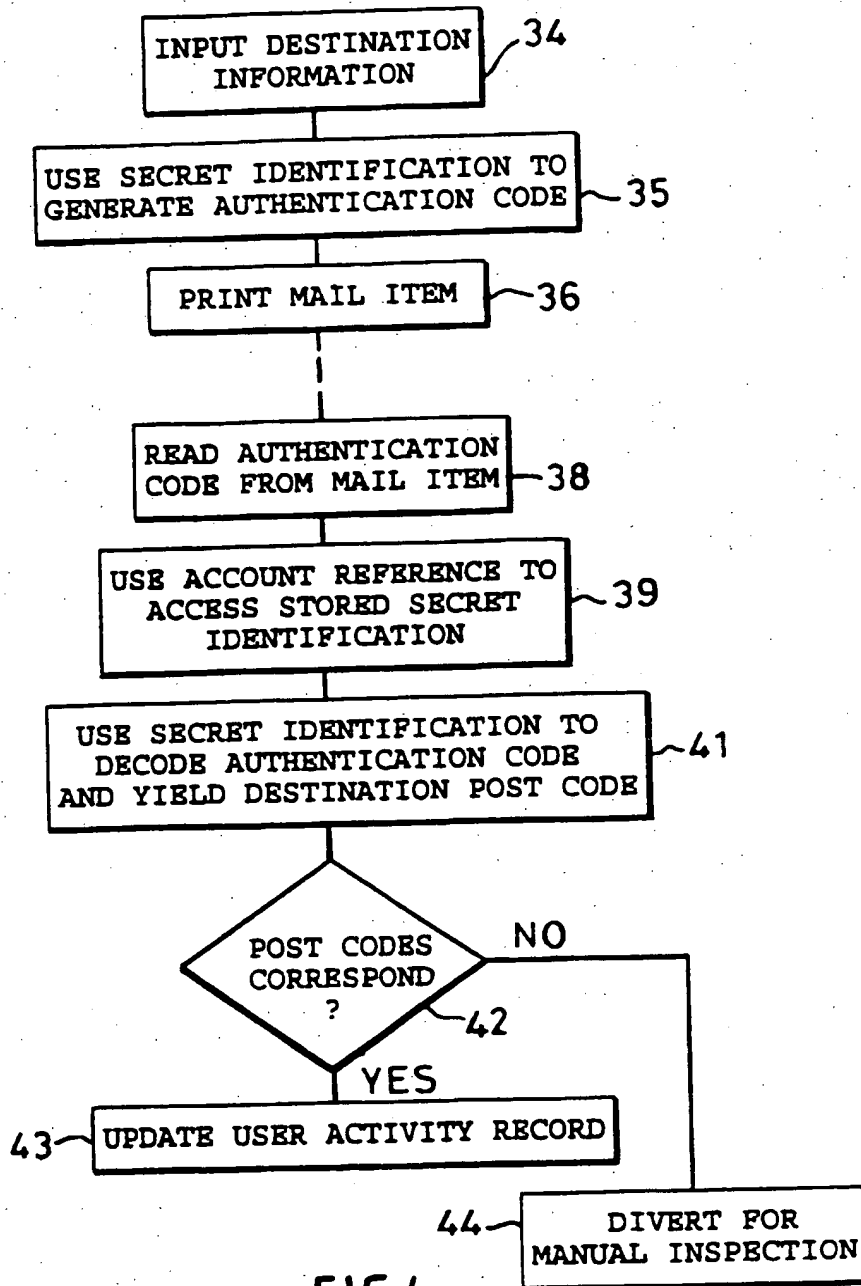 INPUT DESTINATION
INFORMATION
34
USE SECRET IDENTIFICATION TO
GENERATE AUTHENTICATION CODE
35
PRINT MAIL ITEM
36
READ AUTHENTICATION
CODE FROM MAIL ITEM
38
USE ACCOUNT REFERENCE TO
ACCESS STORED SECRET
IDENTIFICATION
39
USE SECRET IDENTIFICATION TO
DECODE AUTHENTICATION CODE
AND YIELD DESTINATION POST CODE
41
POST CODES
CORRESPOND
?
NO
42
YES
43
UPDATE USER ACTIVITY RECORD
44
DIVERT FOR
MANUAL INSPECTION